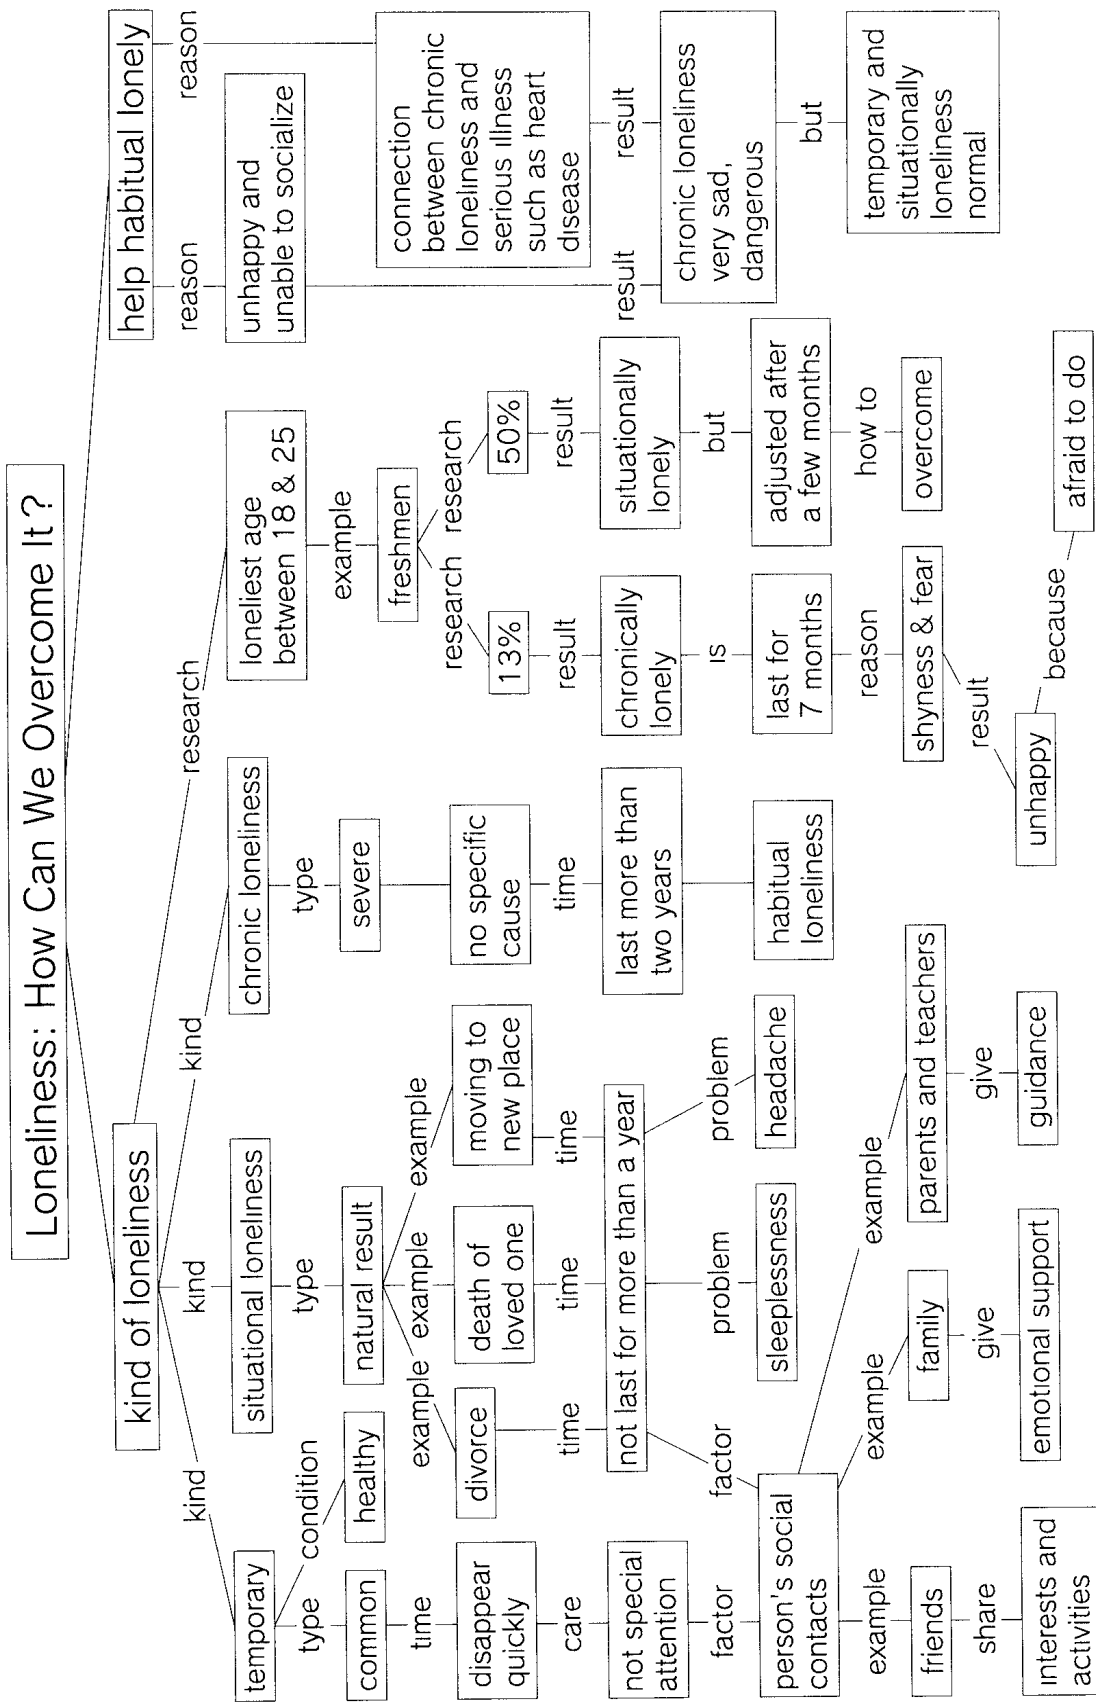 Loneliness: How Can We Overcome It?
kind of loneliness
help habitual lonely
kind
kind
kind
research
reason
reason
temporary
situational loneliness
chronic loneliness
loneliest age
between 18 & 25
unhappy and
unable to socialize
type
condition
type
type
example
common
healthy
natural result
severe
freshmen
connection
between chronic
loneliness and
serious illness
such as heart
disease
time
example
example
example
research
research
disappear
quickly
divorce
death of
loved one
moving to
new place
no specific
cause
13%
50%
care
time
time
time
time
result
result
result
result
not special
attention
not last for more than a year
last more than
two years
chronically
lonely
situationally
lonely
chronic loneliness
very sad,
dangerous
factor
factor
problem
problem
is
but
but
person's social
contacts
sleeplessness
headache
habitual
loneliness
last for
7 months
adjusted after
a few months
temporary and
situationally
loneliness
normal
example
example
example
reason
how to
friends
family
parents and teachers
shyness & fear
overcome
share
give
give
result
because
interests and
activities
emotional support
guidance
unhappy
afraid to do